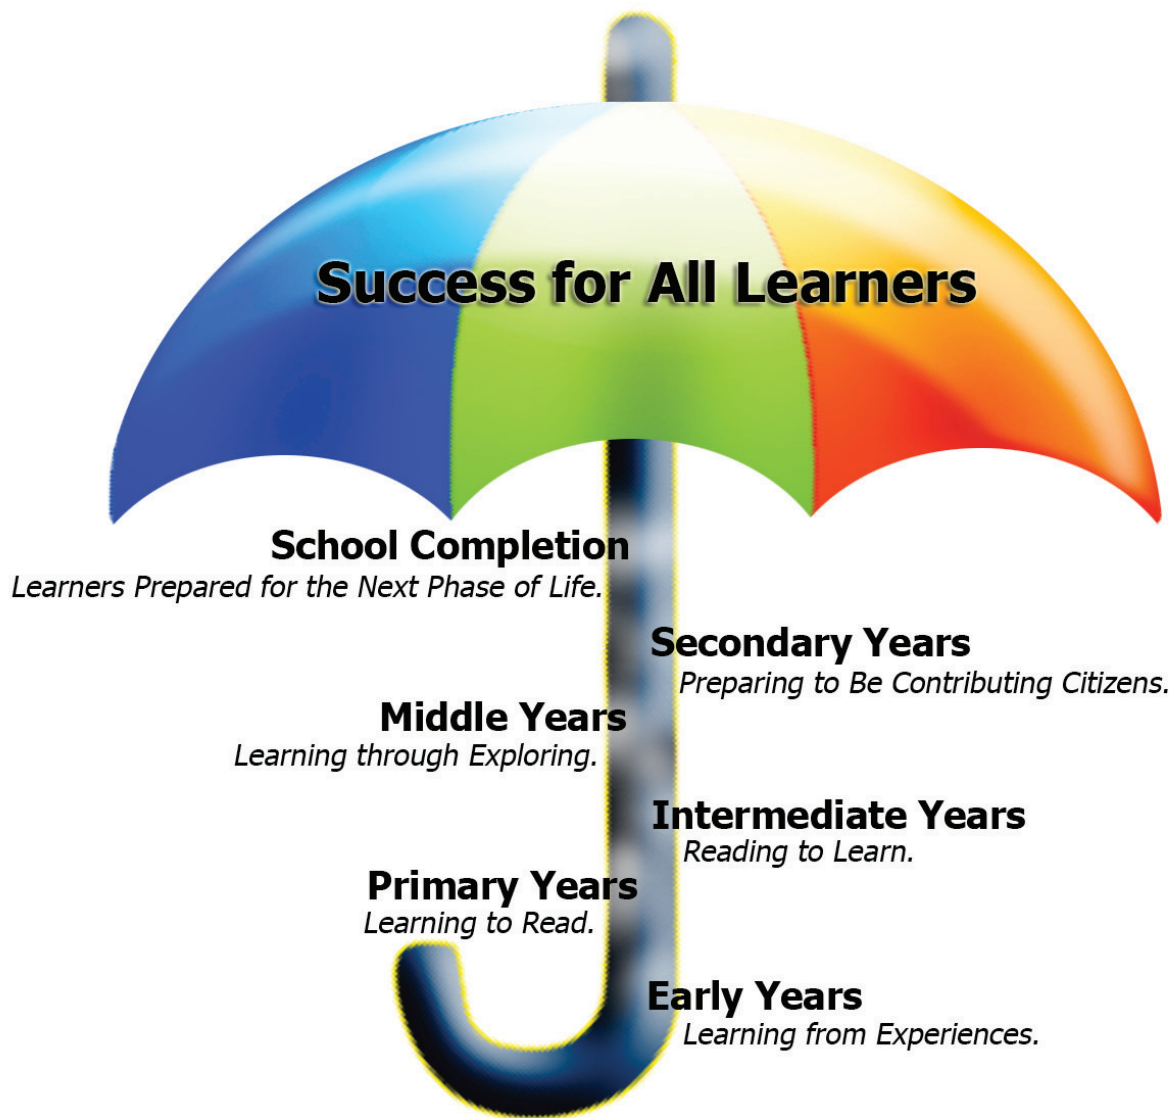 Success for All Learners
School Completion
Learners Prepared for the Next Phase of Life.
Secondary Years
Preparing to Be Contributing Citizens.
Middle Years
Learning through Exploring.
Intermediate Years
Reading to Learn.
Primary Years
Learning to Read.
Early Years
Learning from Experiences.